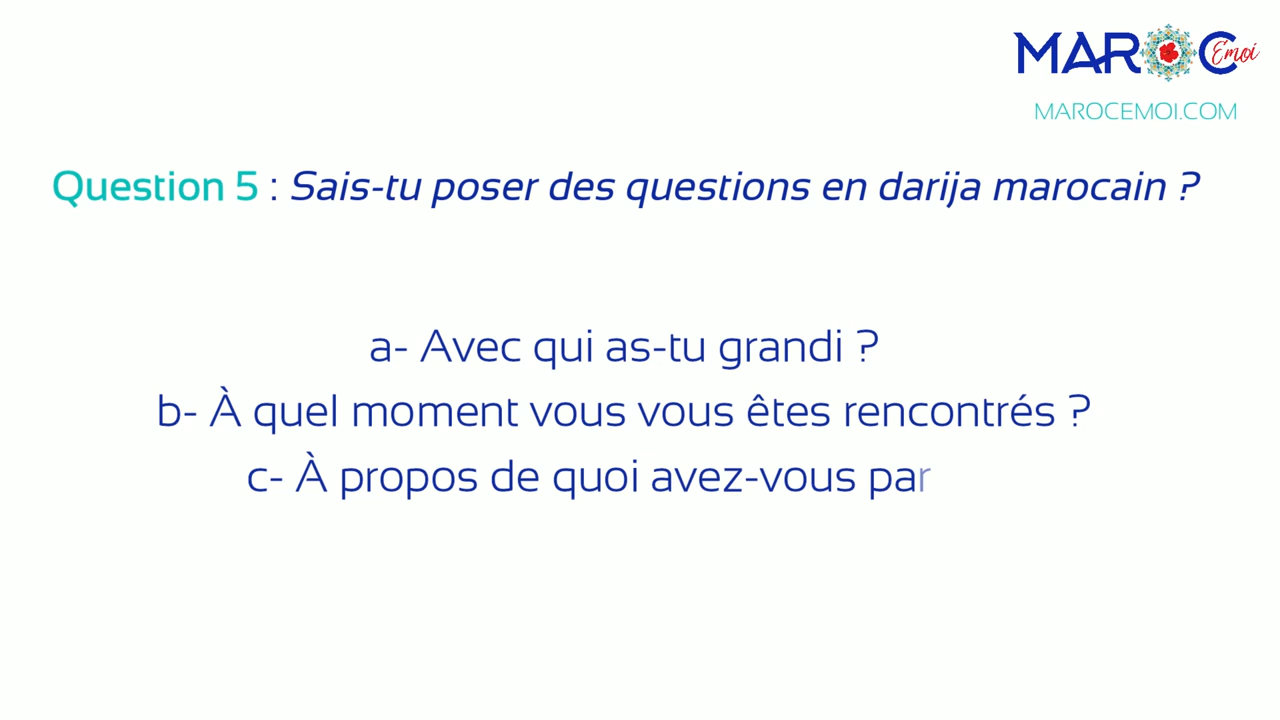 MAROC Émoi
MAROCEMOI.COM
Question 5 : Sais-tu poser des questions en darija marocain ?
a- Avec qui as-tu grandi ?
b- À quel moment vous vous êtes rencontrés ?
c- À propos de quoi avez-vous par